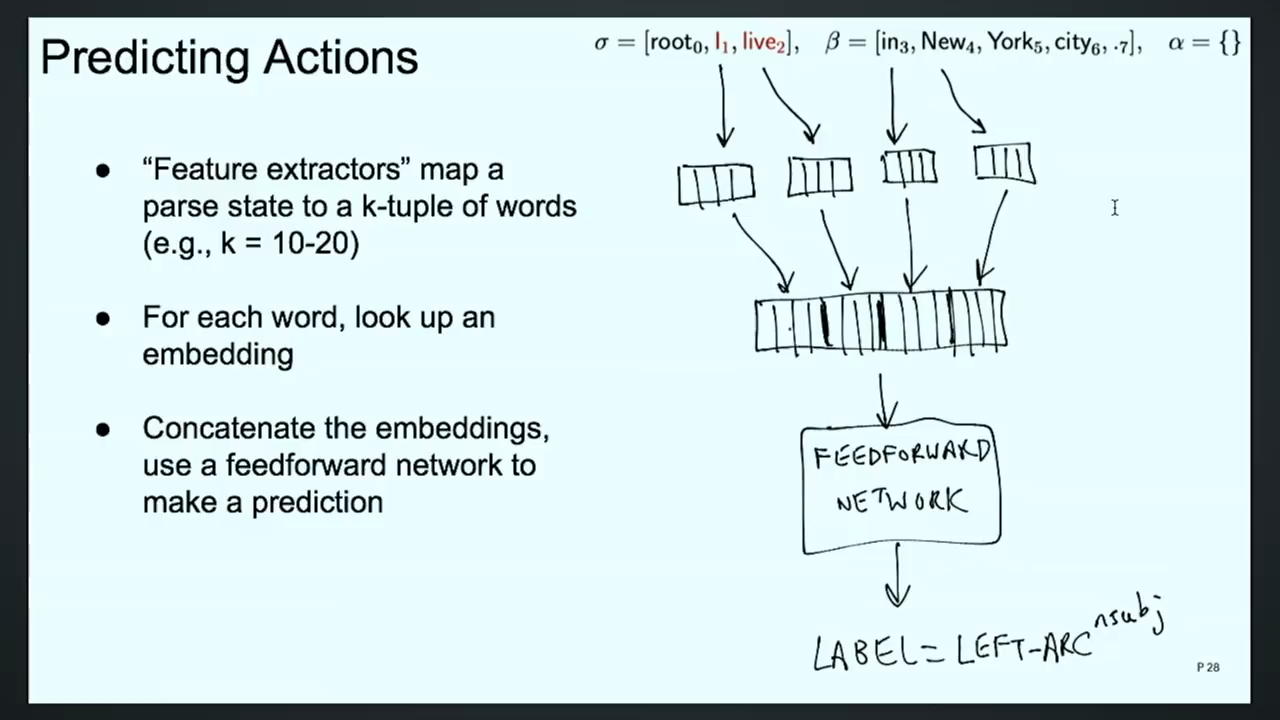 Predicting Actions
σ = [root₀, I₁, live₂], β = [in₃, New₄, York₅, city₆, .₇], α = {}
● “Feature extractors” map a
parse state to a k-tuple of words
(e.g., k = 10-20)
● For each word, look up an
embedding
● Concatenate the embeddings,
use a feedforward network to
make a prediction
FEEDFORWARD
NETWORK
LABEL = LEFT-ARC nsubj
P 28